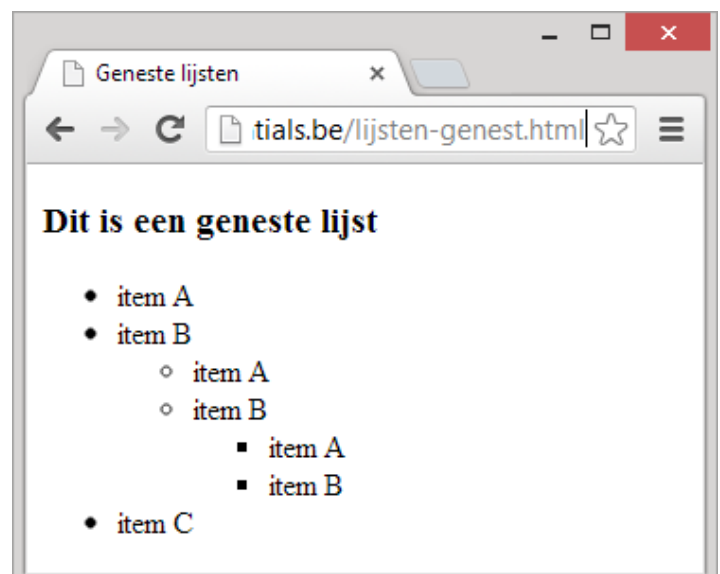 Geneste lijsten
tials.be/lijsten-genest.html
Dit is een geneste lijst
item A
item B
item A
item B
item A
item B
item C